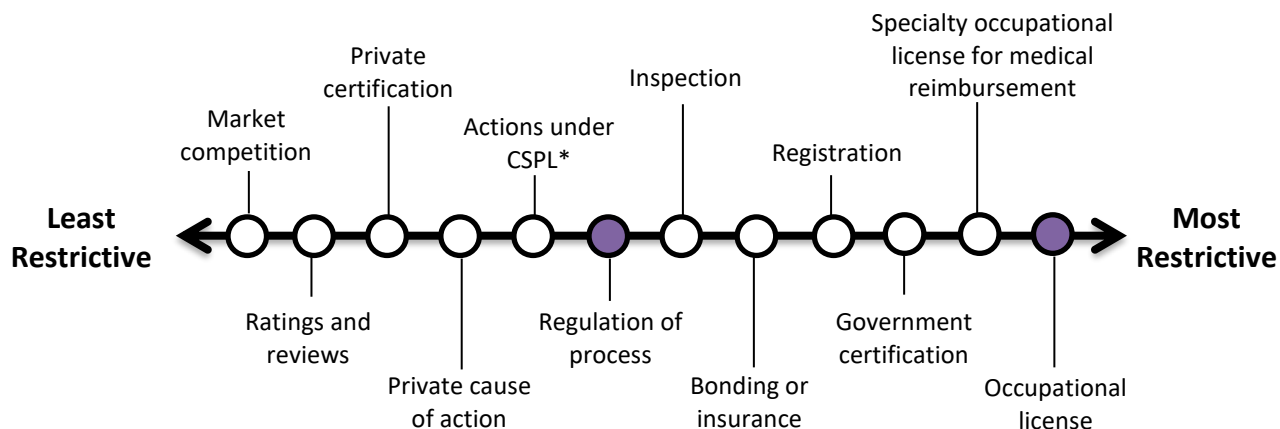 Specialty occupational
license for medical
reimbursement
Private
certification
Inspection
Market
competition
Actions under
CSPL*
Registration
Least
Restrictive
Most
Restrictive
Ratings and
reviews
Regulation of
process
Government
certification
Private cause
of action
Bonding or
insurance
Occupational
license